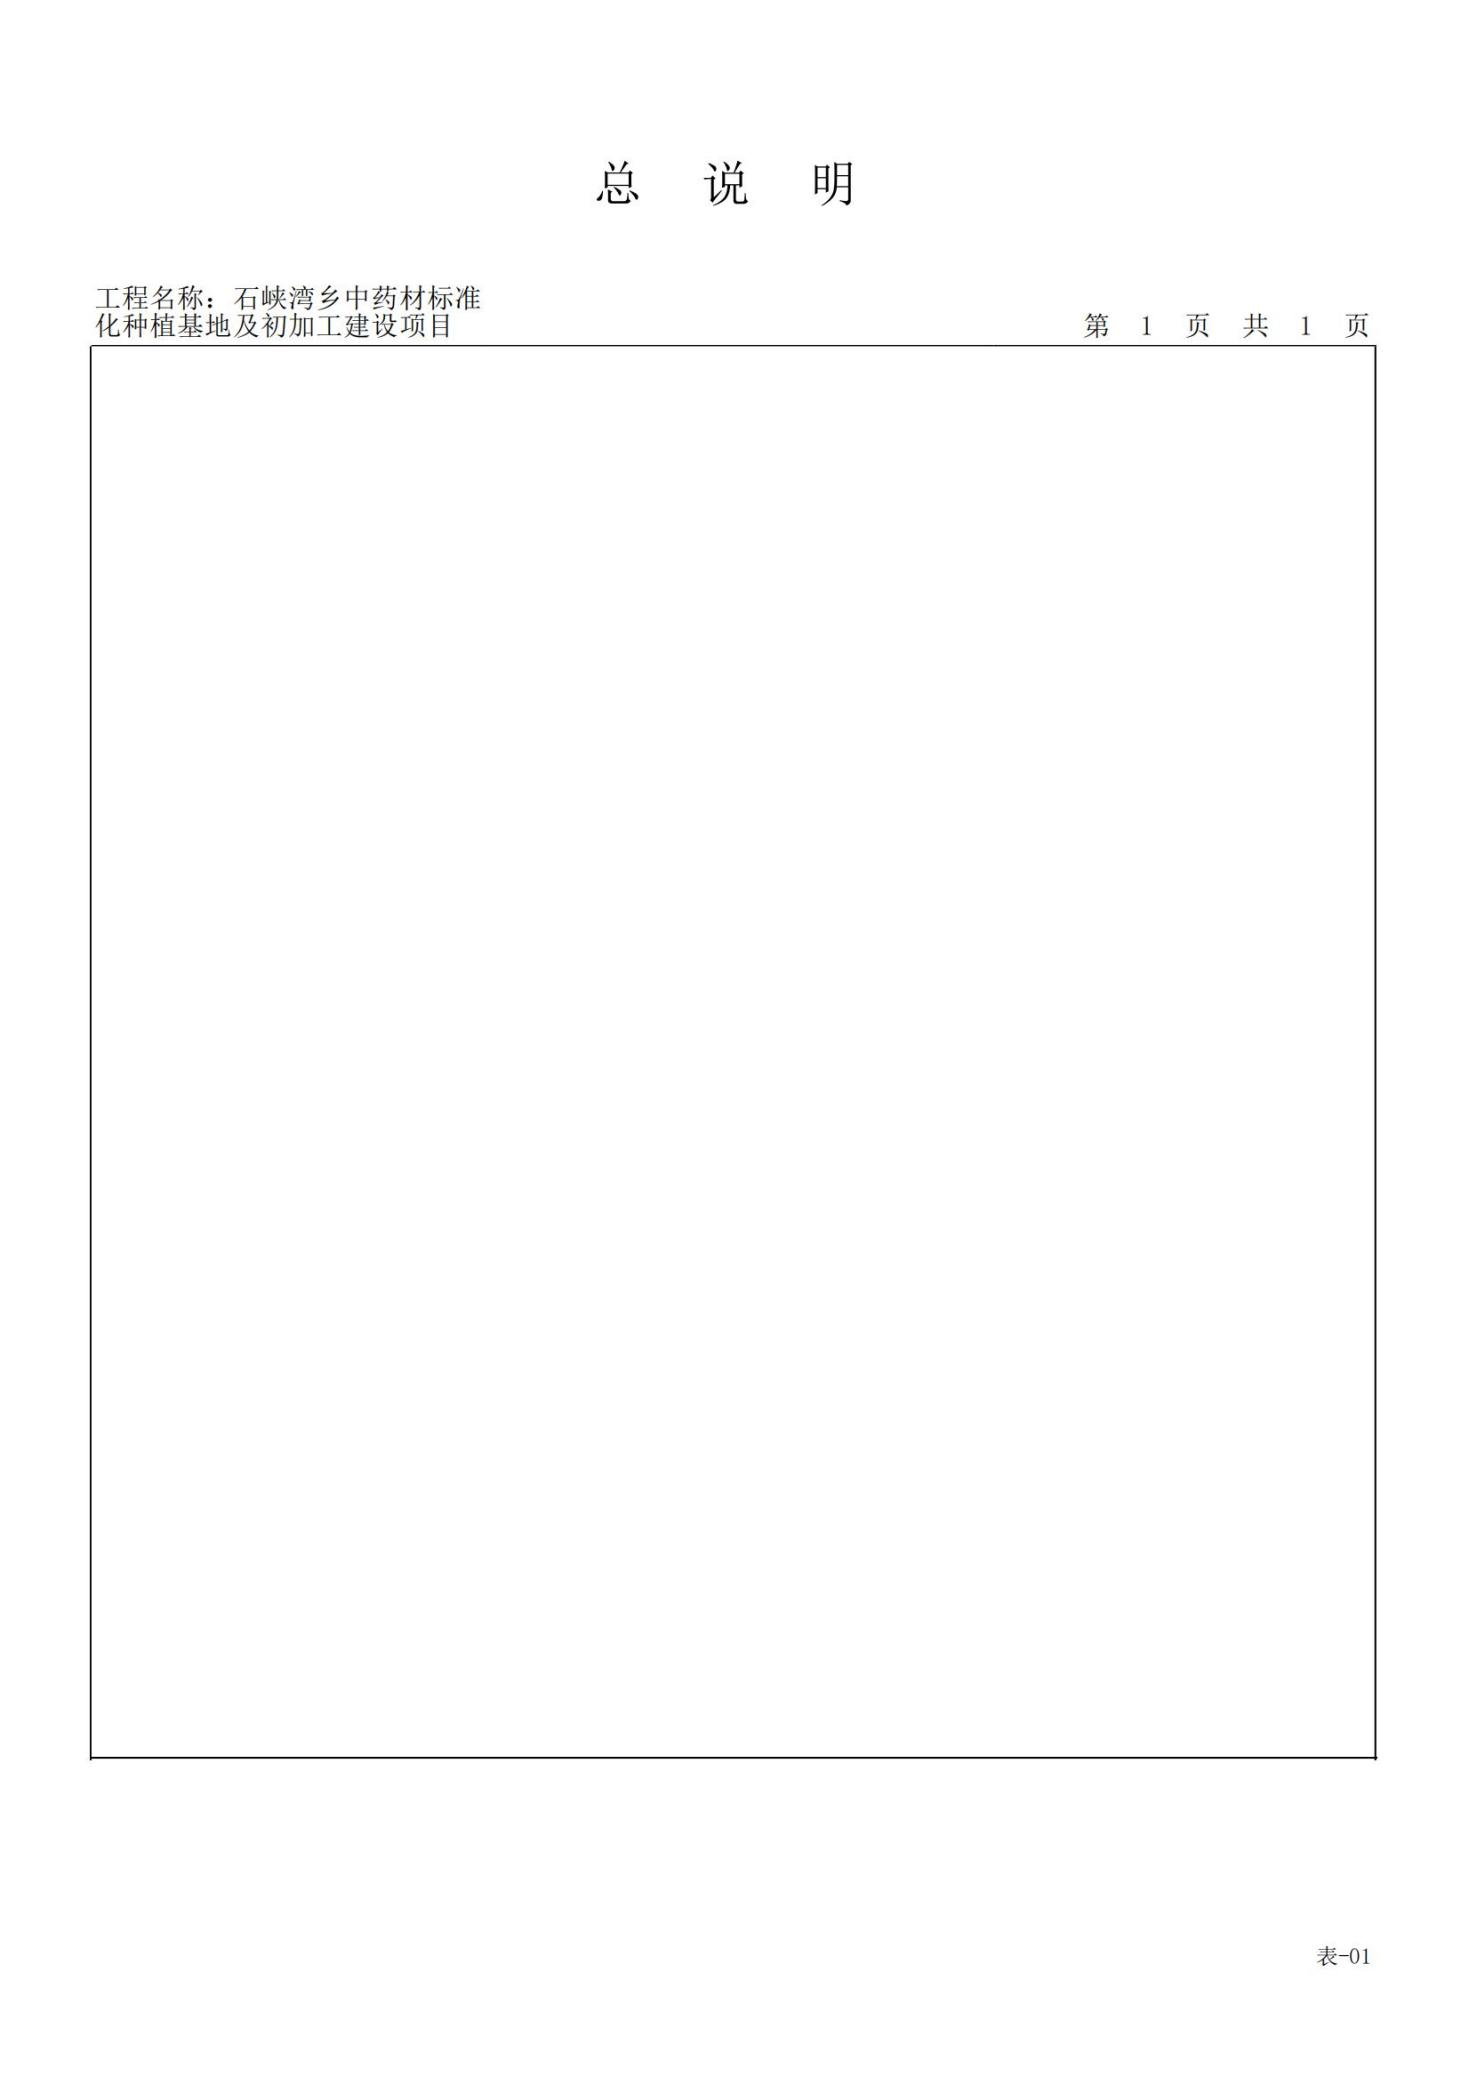 总 说 明
工程名称：石峡湾乡中药材标准
化种植基地及初加工建设项目
第 1 页 共 1 页
表-01